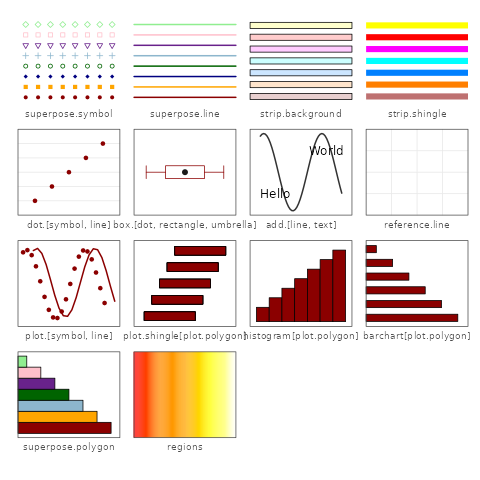 superpose.symbol superpose.line strip.background strip.shingle
World
Hello
dot.[symbol, line] box.[dot, rectangle, umbrella] add.[line, text] reference.line
plot.[symbol, line] plot.shingle[plot.polygon] histogram[plot.polygon] barchart[plot.polygon]
superpose.polygon regions